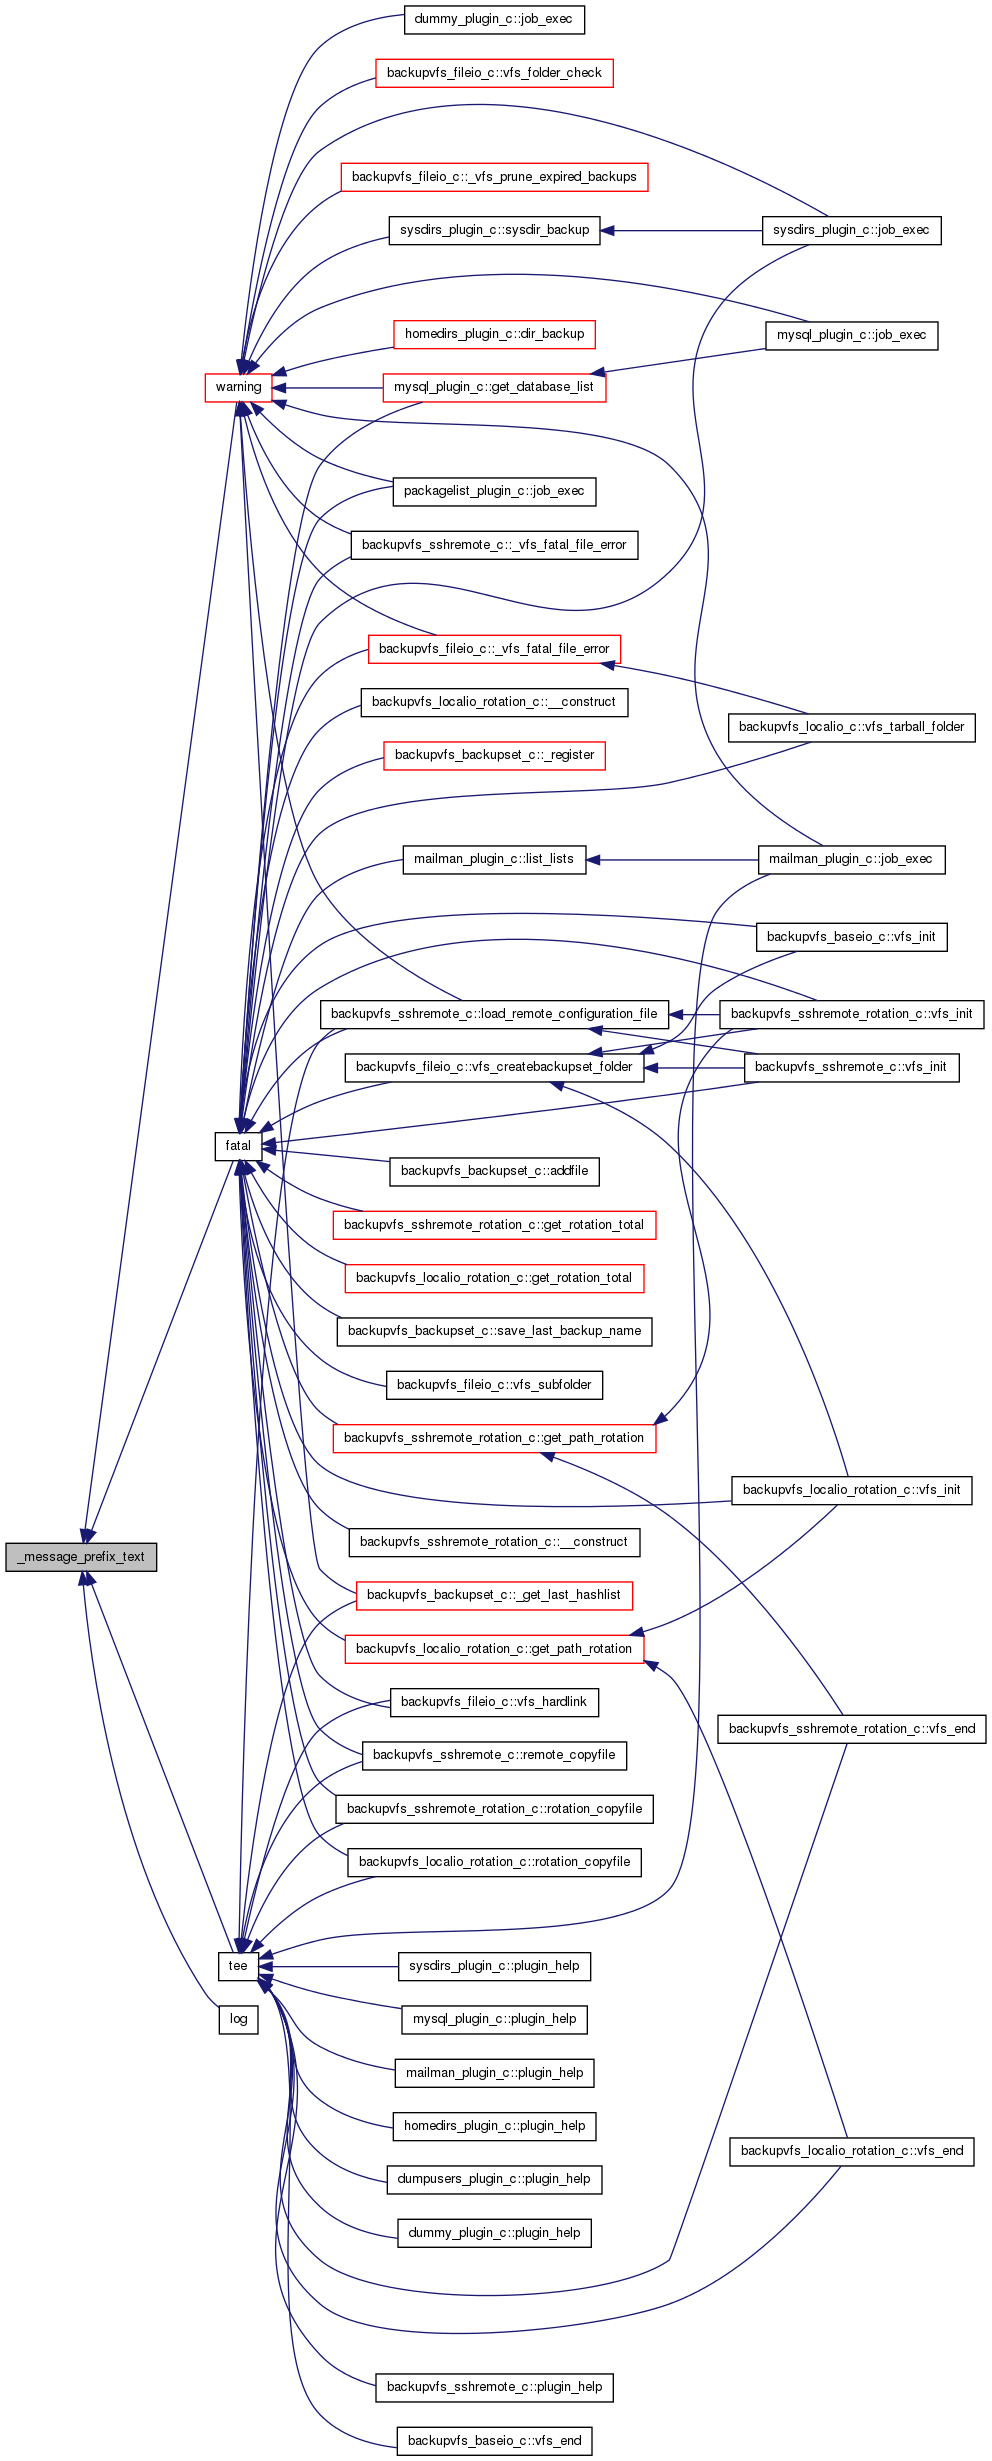 dummy_plugin_c::job_exec
backupvfs_fileio_c::vfs_folder_check
backupvfs_fileio_c::_vfs_prune_expired_backups
sysdirs_plugin_c::sysdir_backup
sysdirs_plugin_c::job_exec
homedirs_plugin_c::dir_backup
mysql_plugin_c::job_exec
warning
mysql_plugin_c::get_database_list
packagelist_plugin_c::job_exec
backupvfs_sshremote_c::_vfs_fatal_file_error
backupvfs_fileio_c::_vfs_fatal_file_error
backupvfs_localio_rotation_c::__construct
backupvfs_localio_c::vfs_tarball_folder
backupvfs_backupset_c::_register
mailman_plugin_c::list_lists
mailman_plugin_c::job_exec
backupvfs_baseio_c::vfs_init
backupvfs_sshremote_c::load_remote_configuration_file
backupvfs_sshremote_rotation_c::vfs_init
backupvfs_fileio_c::vfs_createbackupset_folder
backupvfs_sshremote_c::vfs_init
fatal
backupvfs_backupset_c::addfile
backupvfs_sshremote_rotation_c::get_rotation_total
backupvfs_localio_rotation_c::get_rotation_total
backupvfs_backupset_c::save_last_backup_name
backupvfs_fileio_c::vfs_subfolder
backupvfs_sshremote_rotation_c::get_path_rotation
backupvfs_localio_rotation_c::vfs_init
backupvfs_sshremote_rotation_c::__construct
_message_prefix_text
backupvfs_backupset_c::_get_last_hashlist
backupvfs_localio_rotation_c::get_path_rotation
backupvfs_fileio_c::vfs_hardlink
backupvfs_sshremote_rotation_c::vfs_end
backupvfs_sshremote_c::remote_copyfile
backupvfs_sshremote_rotation_c::rotation_copyfile
backupvfs_localio_rotation_c::rotation_copyfile
tee
sysdirs_plugin_c::plugin_help
log
mysql_plugin_c::plugin_help
mailman_plugin_c::plugin_help
homedirs_plugin_c::plugin_help
backupvfs_localio_rotation_c::vfs_end
dumpusers_plugin_c::plugin_help
dummy_plugin_c::plugin_help
backupvfs_sshremote_c::plugin_help
backupvfs_baseio_c::vfs_end